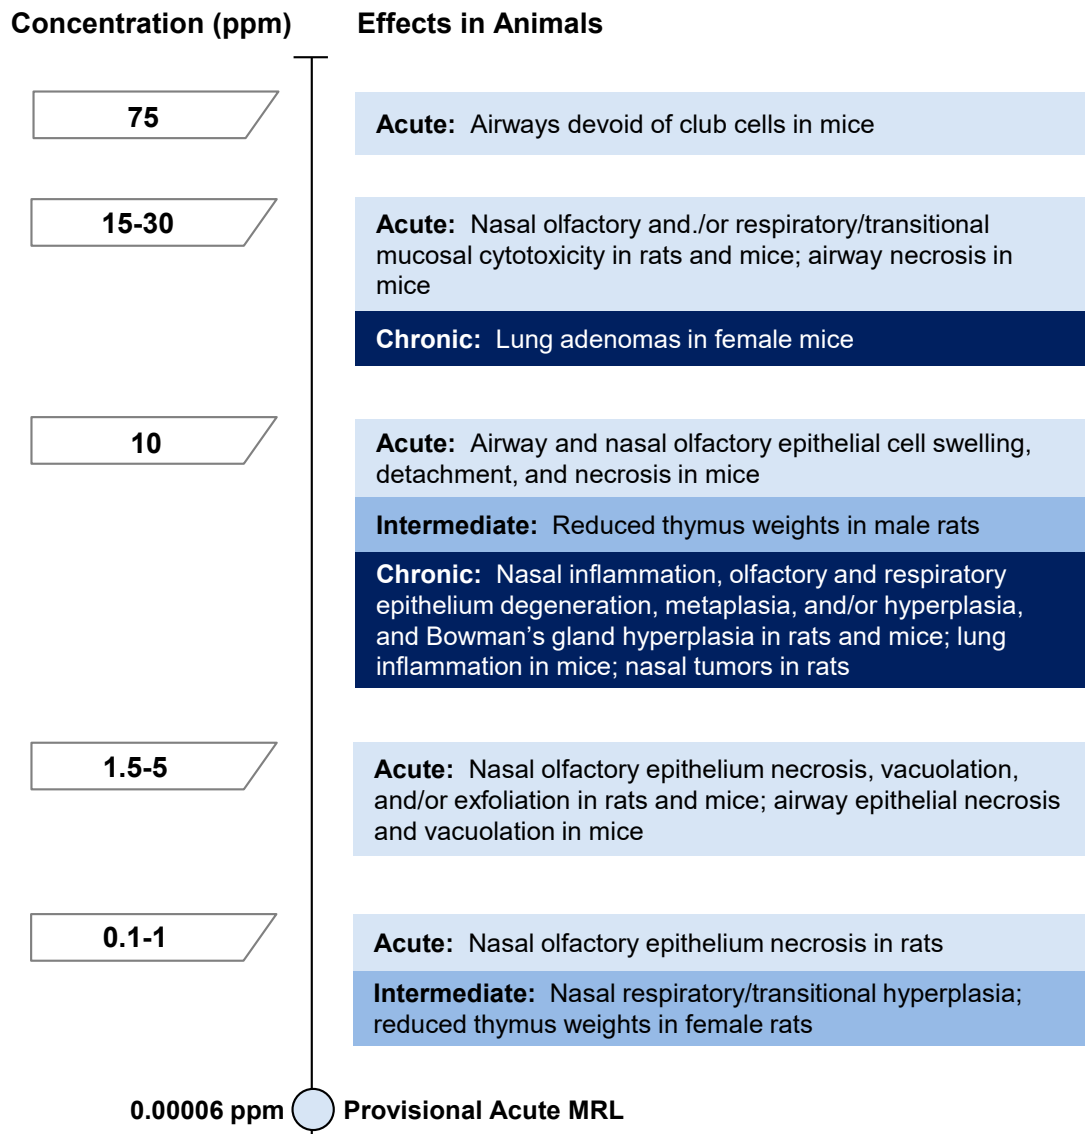 Concentration (ppm) Effects in Animals
75
Acute: Airways devoid of club cells in mice
15-30
Acute: Nasal olfactory and./or respiratory/transitional
mucosal cytotoxicity in rats and mice; airway necrosis in
mice
Chronic: Lung adenomas in female mice
10
Acute: Airway and nasal olfactory epithelial cell swelling,
detachment, and necrosis in mice
Intermediate: Reduced thymus weights in male rats
Chronic: Nasal inflammation, olfactory and respiratory
epithelium degeneration, metaplasia, and/or hyperplasia,
and Bowman’s gland hyperplasia in rats and mice; lung
inflammation in mice; nasal tumors in rats
1.5-5
Acute: Nasal olfactory epithelium necrosis, vacuolation,
and/or exfoliation in rats and mice; airway epithelial necrosis
and vacuolation in mice
0.1-1
Acute: Nasal olfactory epithelium necrosis in rats
Intermediate: Nasal respiratory/transitional hyperplasia;
reduced thymus weights in female rats
0.00006 ppm Provisional Acute MRL